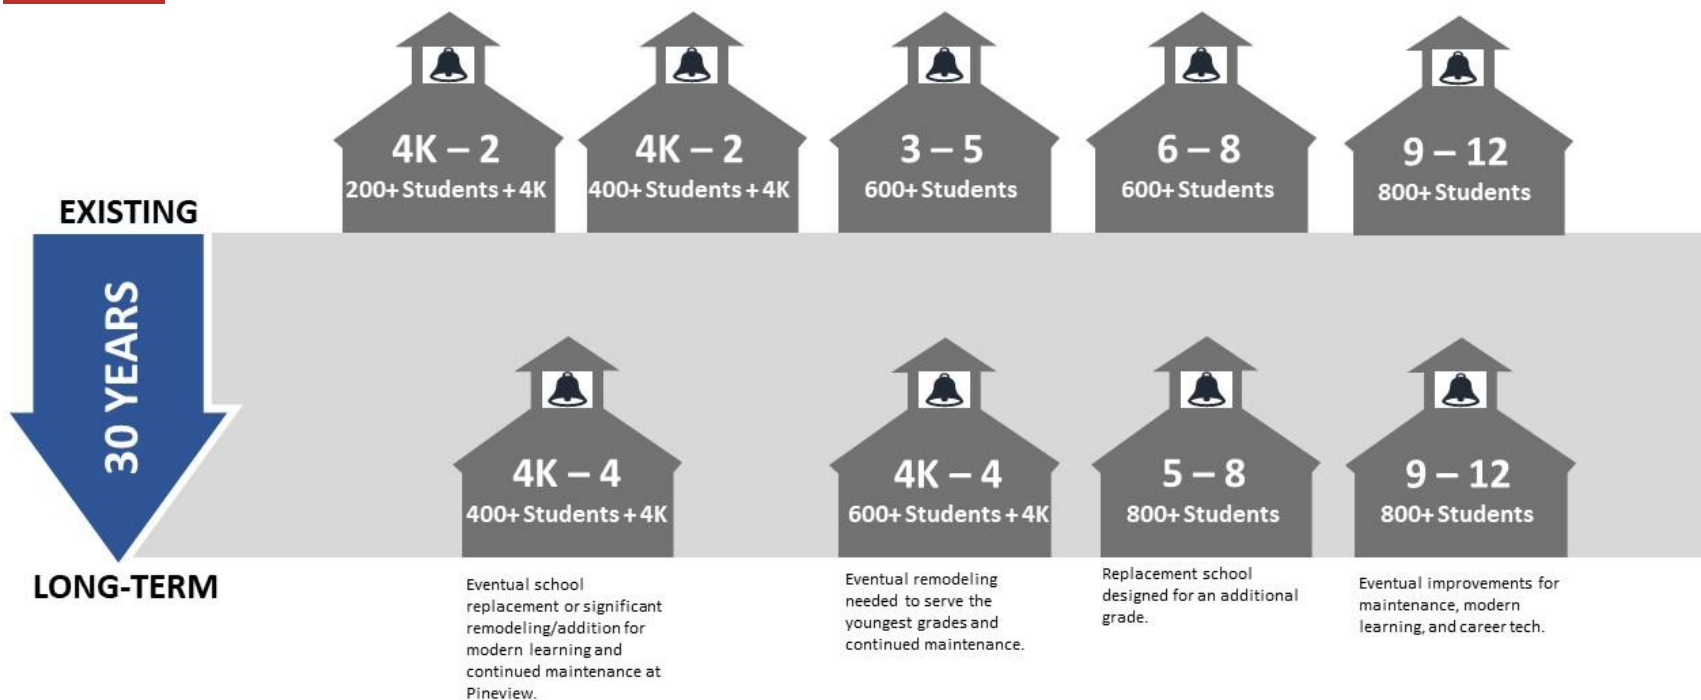 4K – 2
200+ Students + 4K
4K – 2
400+ Students + 4K
3 – 5
600+ Students
6 – 8
600+ Students
9 – 12
800+ Students
EXISTING
30 YEARS
LONG-TERM
4K – 4
400+ Students + 4K
4K – 4
600+ Students + 4K
5 – 8
800+ Students
9 – 12
800+ Students
Eventual school
replacement or significant
remodeling/addition for
modern learning and
continued maintenance at
Pineview.
Eventual remodeling
needed to serve the
youngest grades and
continued maintenance.
Replacement school
designed for an additional
grade.
Eventual improvements for
maintenance, modern
learning, and career tech.